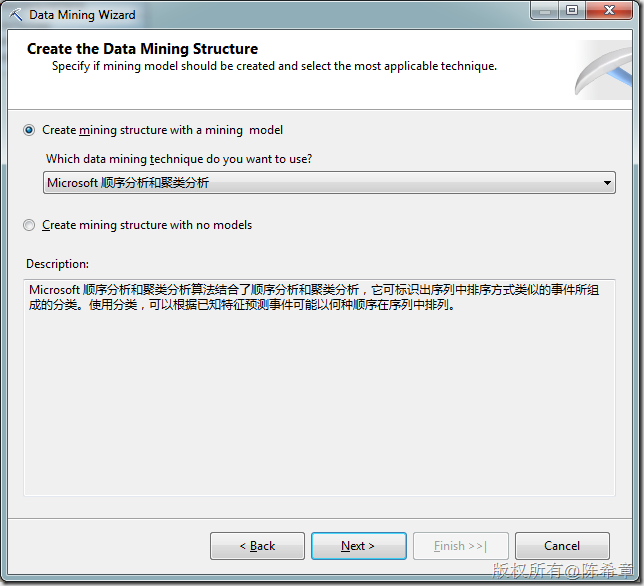 Data Mining Wizard
Create the Data Mining Structure
Specify if mining model should be created and select the most applicable technique.
Create mining structure with a mining model
Which data mining technique do you want to use?
Microsoft 顺序分析和聚类分析
Create mining structure with no models
Description:
Microsoft 顺序分析和聚类分析算法结合了顺序分析和聚类分析，它可标识出序列中排序方式类似的事件所组
成的分类。使用分类，可以根据已知特征预测事件可能以何种顺序在序列中排列。
< Back
Next >
Finish >>|
Cancel
版权所有@陈希章